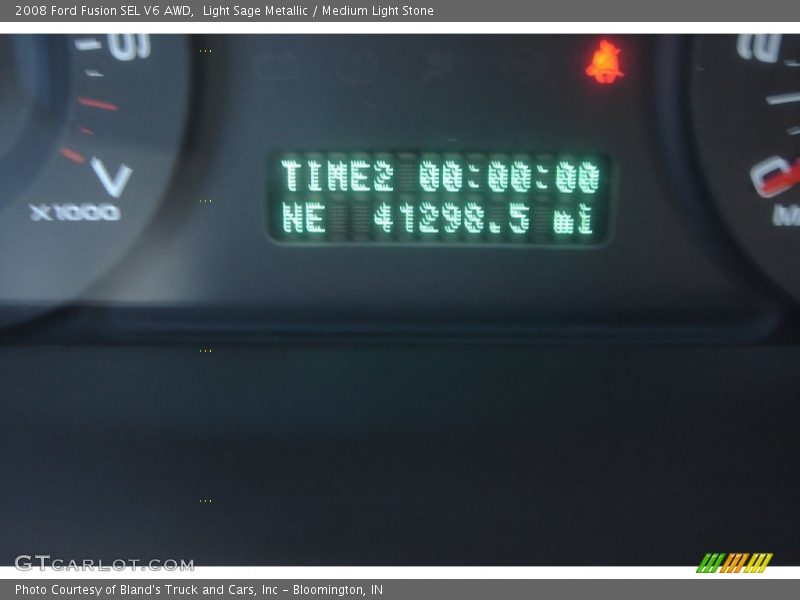 2008 Ford Fusion SEL V6 AWD, Light Sage Metallic / Medium Light Stone
TIME2 00:00:00
NE 41298.5 mi
x1000
GTCARLOT.COM
Photo Courtesy of Bland's Truck and Cars, Inc - Bloomington, IN